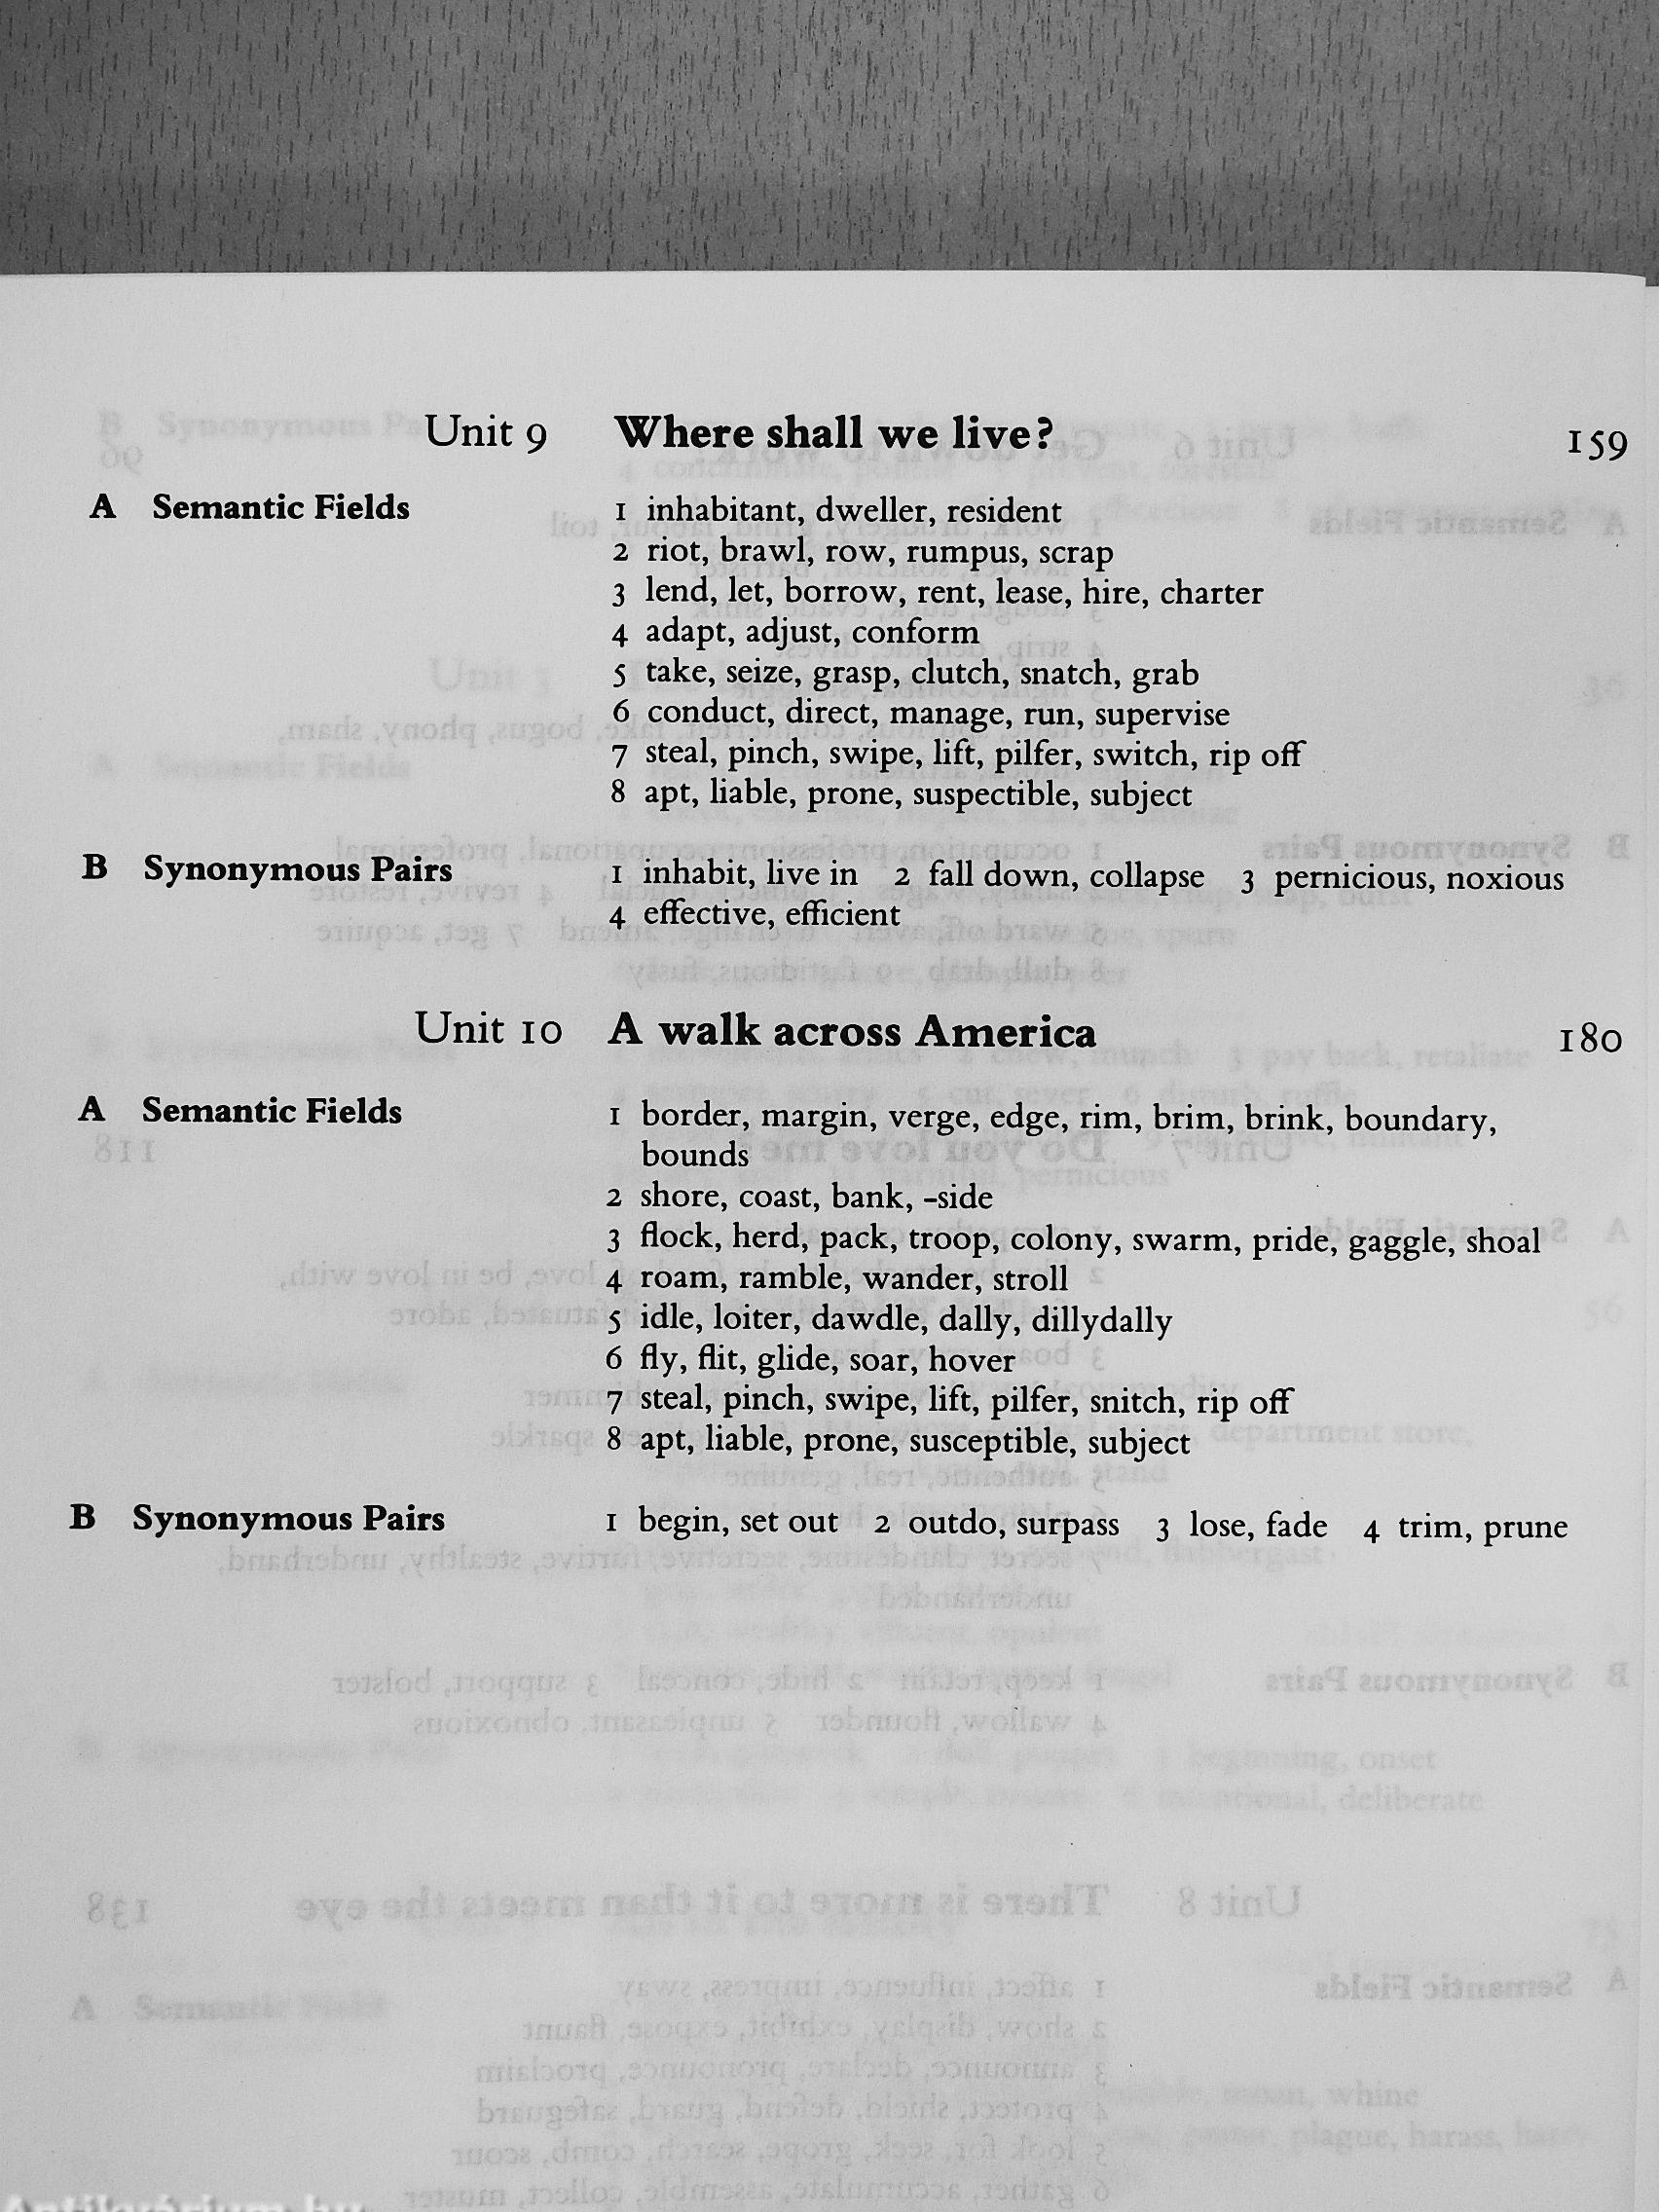 Unit 9 Where shall we live? 159
A Semantic Fields 1 inhabitant, dweller, resident
2 riot, brawl, row, rumpus, scrap
3 lend, let, borrow, rent, lease, hire, charter
4 adapt, adjust, conform
5 take, seize, grasp, clutch, snatch, grab
6 conduct, direct, manage, run, supervise
7 steal, pinch, swipe, lift, pilfer, switch, rip off
8 apt, liable, prone, suspectible, subject
B Synonymous Pairs 1 inhabit, live in 2 fall down, collapse 3 pernicious, noxious
4 effective, efficient
Unit 10 A walk across America 180
A Semantic Fields 1 border, margin, verge, edge, rim, brim, brink, boundary,
bounds
2 shore, coast, bank, -side
3 flock, herd, pack, troop, colony, swarm, pride, gaggle, shoal
4 roam, ramble, wander, stroll
5 idle, loiter, dawdle, dally, dillydally
6 fly, flit, glide, soar, hover
7 steal, pinch, swipe, lift, pilfer, snitch, rip off
8 apt, liable, prone, susceptible, subject
B Synonymous Pairs 1 begin, set out 2 outdo, surpass 3 lose, fade 4 trim, prune